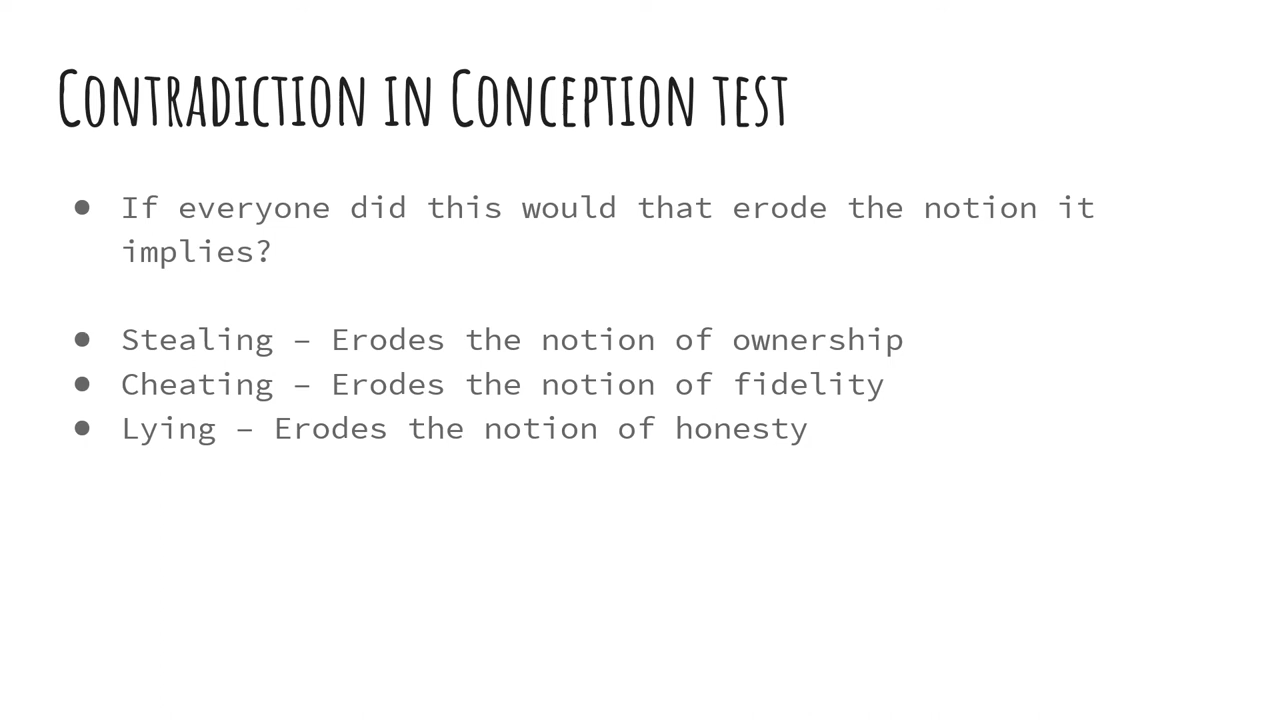 Contradiction in Conception test
● If everyone did this would that erode the notion it
implies?
● Stealing – Erodes the notion of ownership
● Cheating – Erodes the notion of fidelity
● Lying – Erodes the notion of honesty